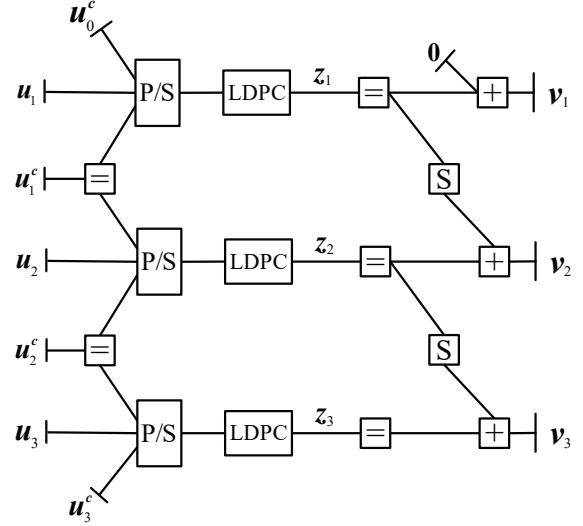 u_0^c
0
u_1 P/S LDPC z_1 = + v_1
u_1^c = S
u_2 P/S LDPC z_2 = + v_2
u_2^c = S
u_3 P/S LDPC z_3 = + v_3
u_3^c